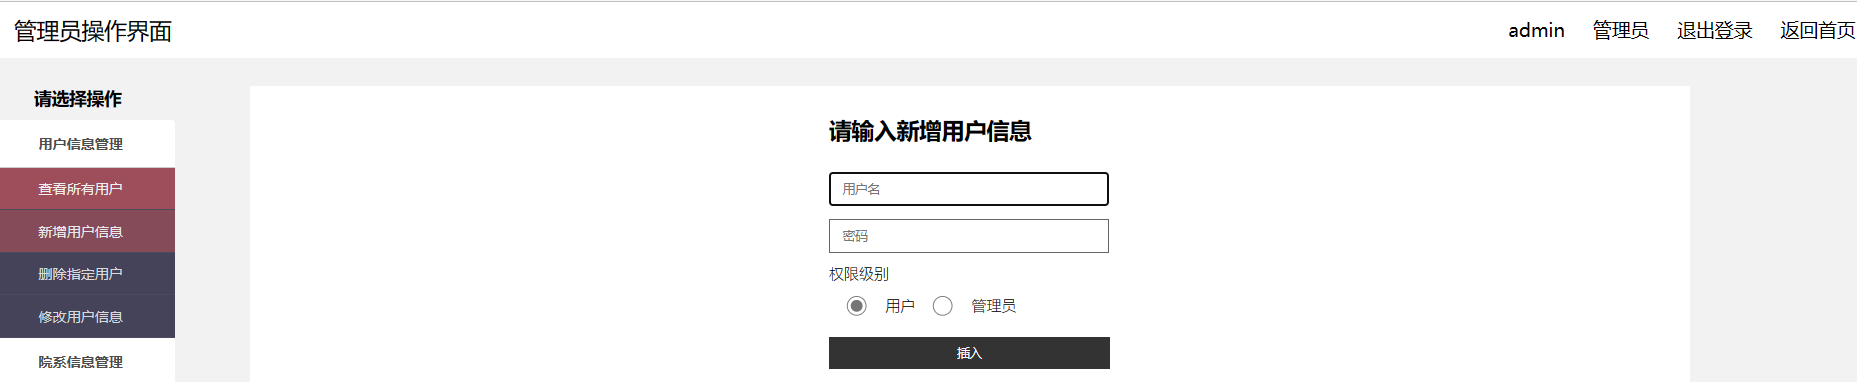 管理员操作界面
admin 管理员 退出登录 返回首页
请选择操作
用户信息管理
查看所有用户
新增用户信息
删除指定用户
修改用户信息
院系信息管理
请输入新增用户信息
用户名
密码
权限级别
用户 管理员
插入